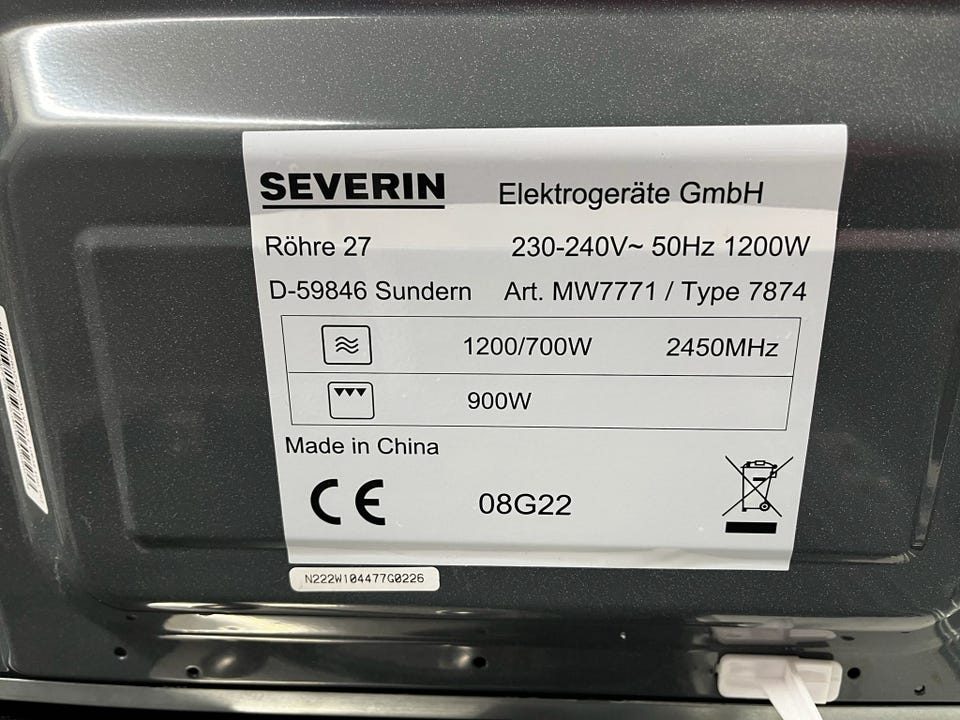 SEVERIN Elektrogeräte GmbH
Röhre 27 230-240V~ 50Hz 1200W
D-59846 Sundern Art. MW7771 / Type 7874
1200/700W 2450MHz
900W
Made in China
CE 08G22
N222W104477G0226